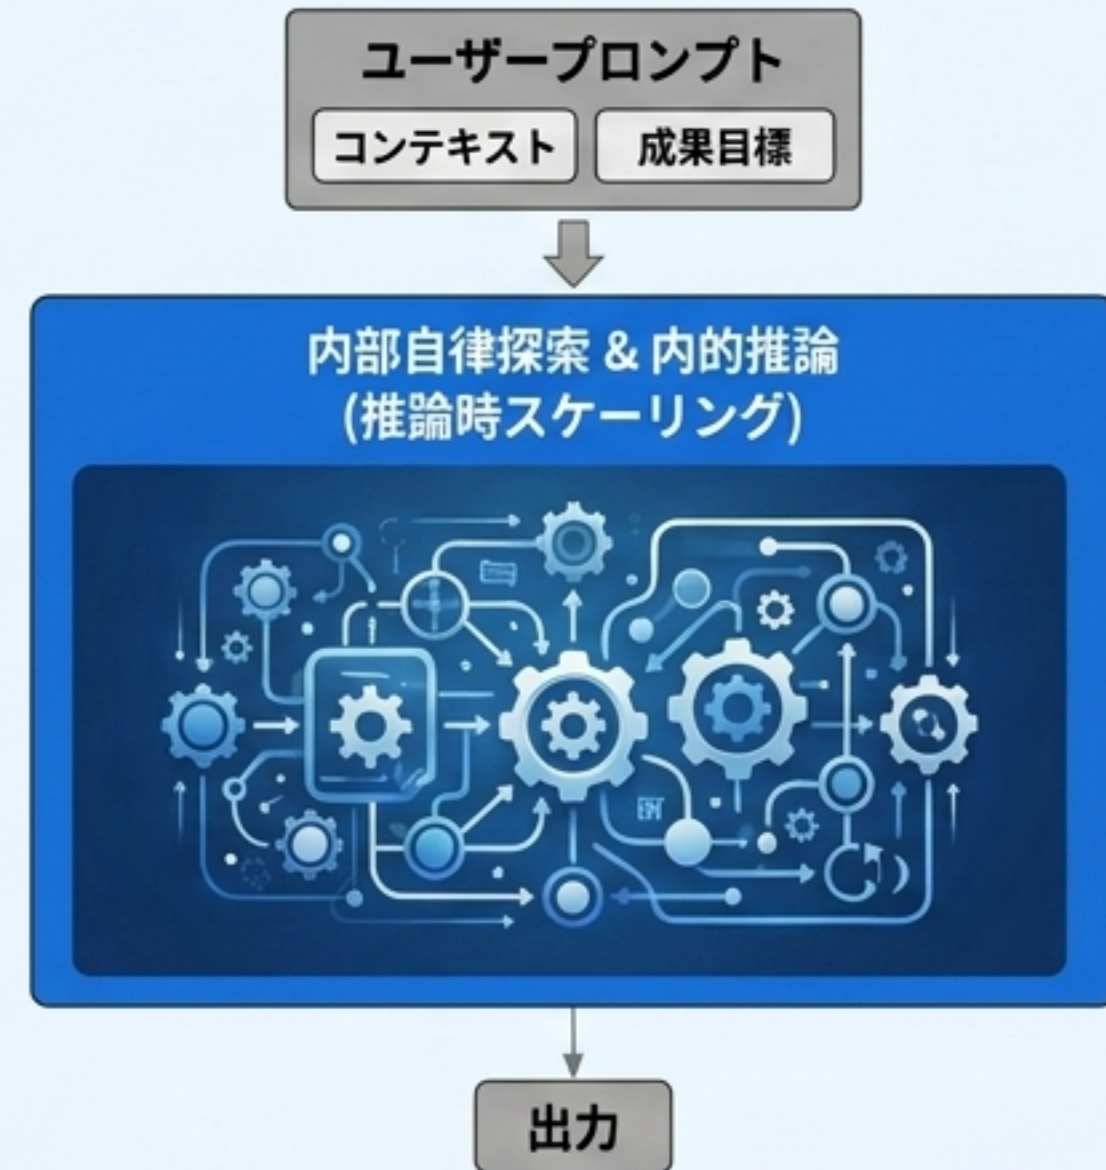 ユーザープロンプト
コンテキスト
成果目標
内部自律探索 & 内的推論
(推論時スケーリング)
出力